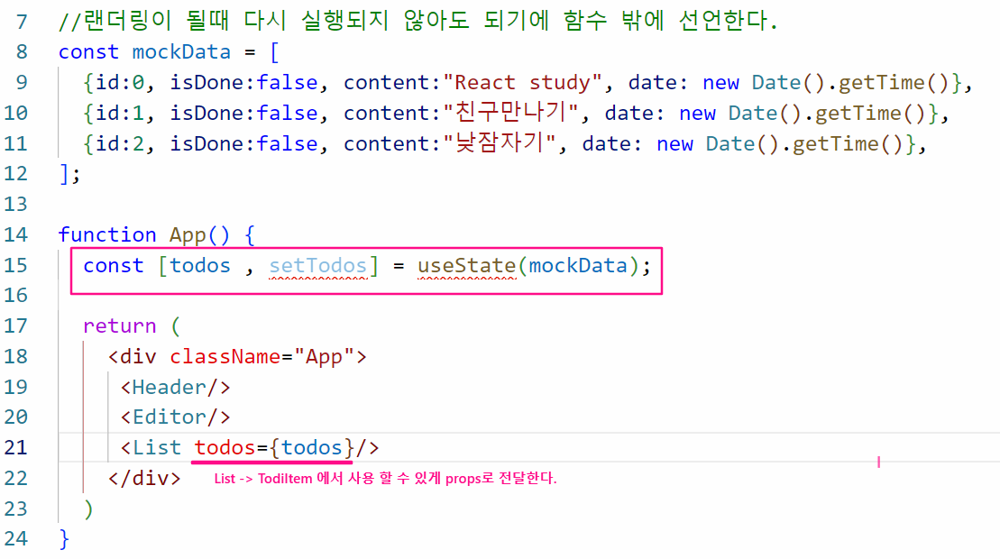 7 //랜더링이 될때 다시 실행되지 않아도 되기에 함수 밖에 선언한다.
8 const mockData = [
9 {id:0, isDone:false, content:"React study", date: new Date().getTime()},
10 {id:1, isDone:false, content:"친구만나기", date: new Date().getTime()},
11 {id:2, isDone:false, content:"낮잠자기", date: new Date().getTime()},
12 ];
13
14 function App() {
15 const [todos , setTodos] = useState(mockData);
16
17 return (
18 <div className="App">
19 <Header/>
20 <Editor/>
21 <List todos={todos}/>
22 </div> List -> TodiItem 에서 사용 할 수 있게 props로 전달한다.
23 )
24 }